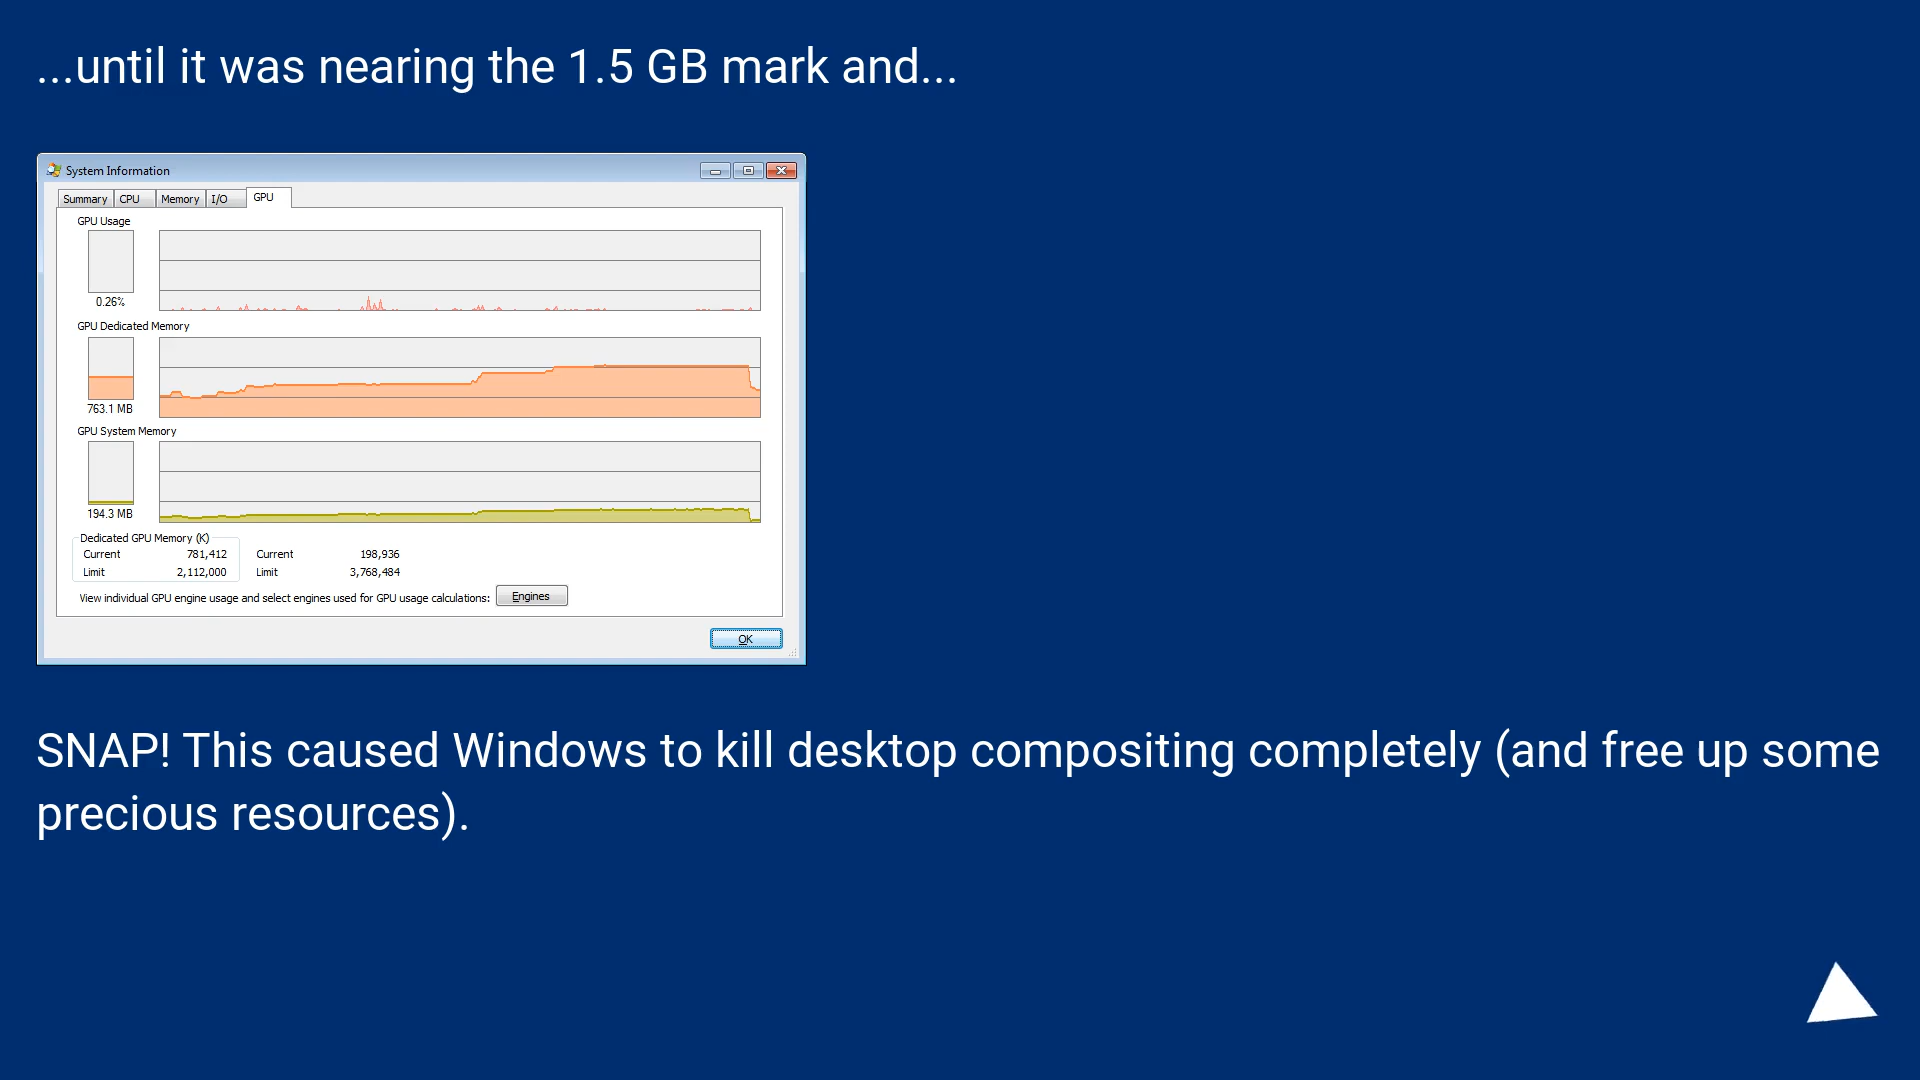 ...until it was nearing the 1.5 GB mark and...
System Information
Summary CPU Memory I/O GPU
GPU Usage
0.26%
GPU Dedicated Memory
763.1 MB
GPU System Memory
194.3 MB
Dedicated GPU Memory (K)
Current 781,412 Current 198,936
Limit 2,112,000 Limit 3,768,484
View individual GPU engine usage and select engines used for GPU usage calculations: Engines
OK
SNAP! This caused Windows to kill desktop compositing completely (and free up some
precious resources).